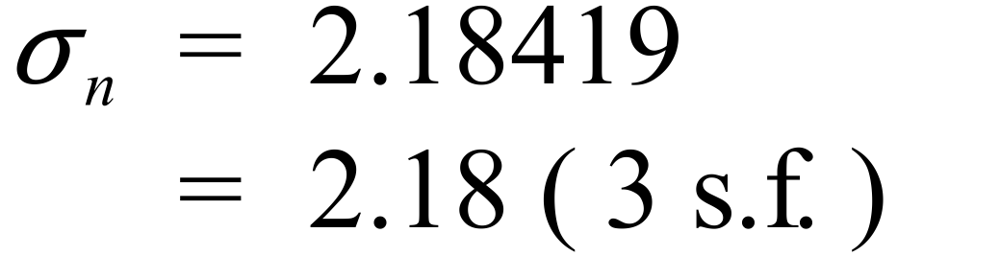 σₙ = 2.18419
= 2.18 ( 3 s.f. )